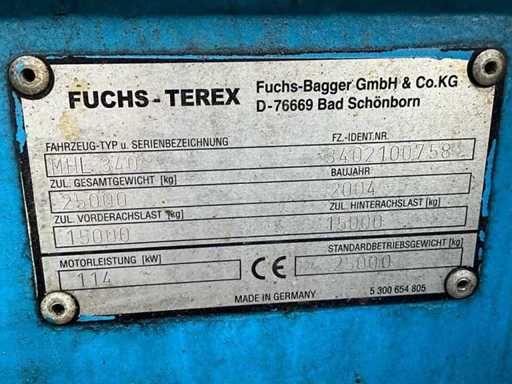 FUCHS - TEREX
Fuchs-Bagger GmbH & Co.KG
D-76669 Bad Schönborn
FAHRZEUG-TYP u. SERIENBEZEICHNUNG FZ.-IDENT.NR.
MHL 340 3402100758
ZUL. GESAMTGEWICHT [kg] BAUJAHR
25000 2004
ZUL. VORDERACHSLAST [kg] ZUL. HINTERACHSLAST [kg]
15000 15000
MOTORLEISTUNG [kW] STANDARDBETRIEBSGEWICHT [kg]
114 CE 25000
MADE IN GERMANY 5 300 654 805